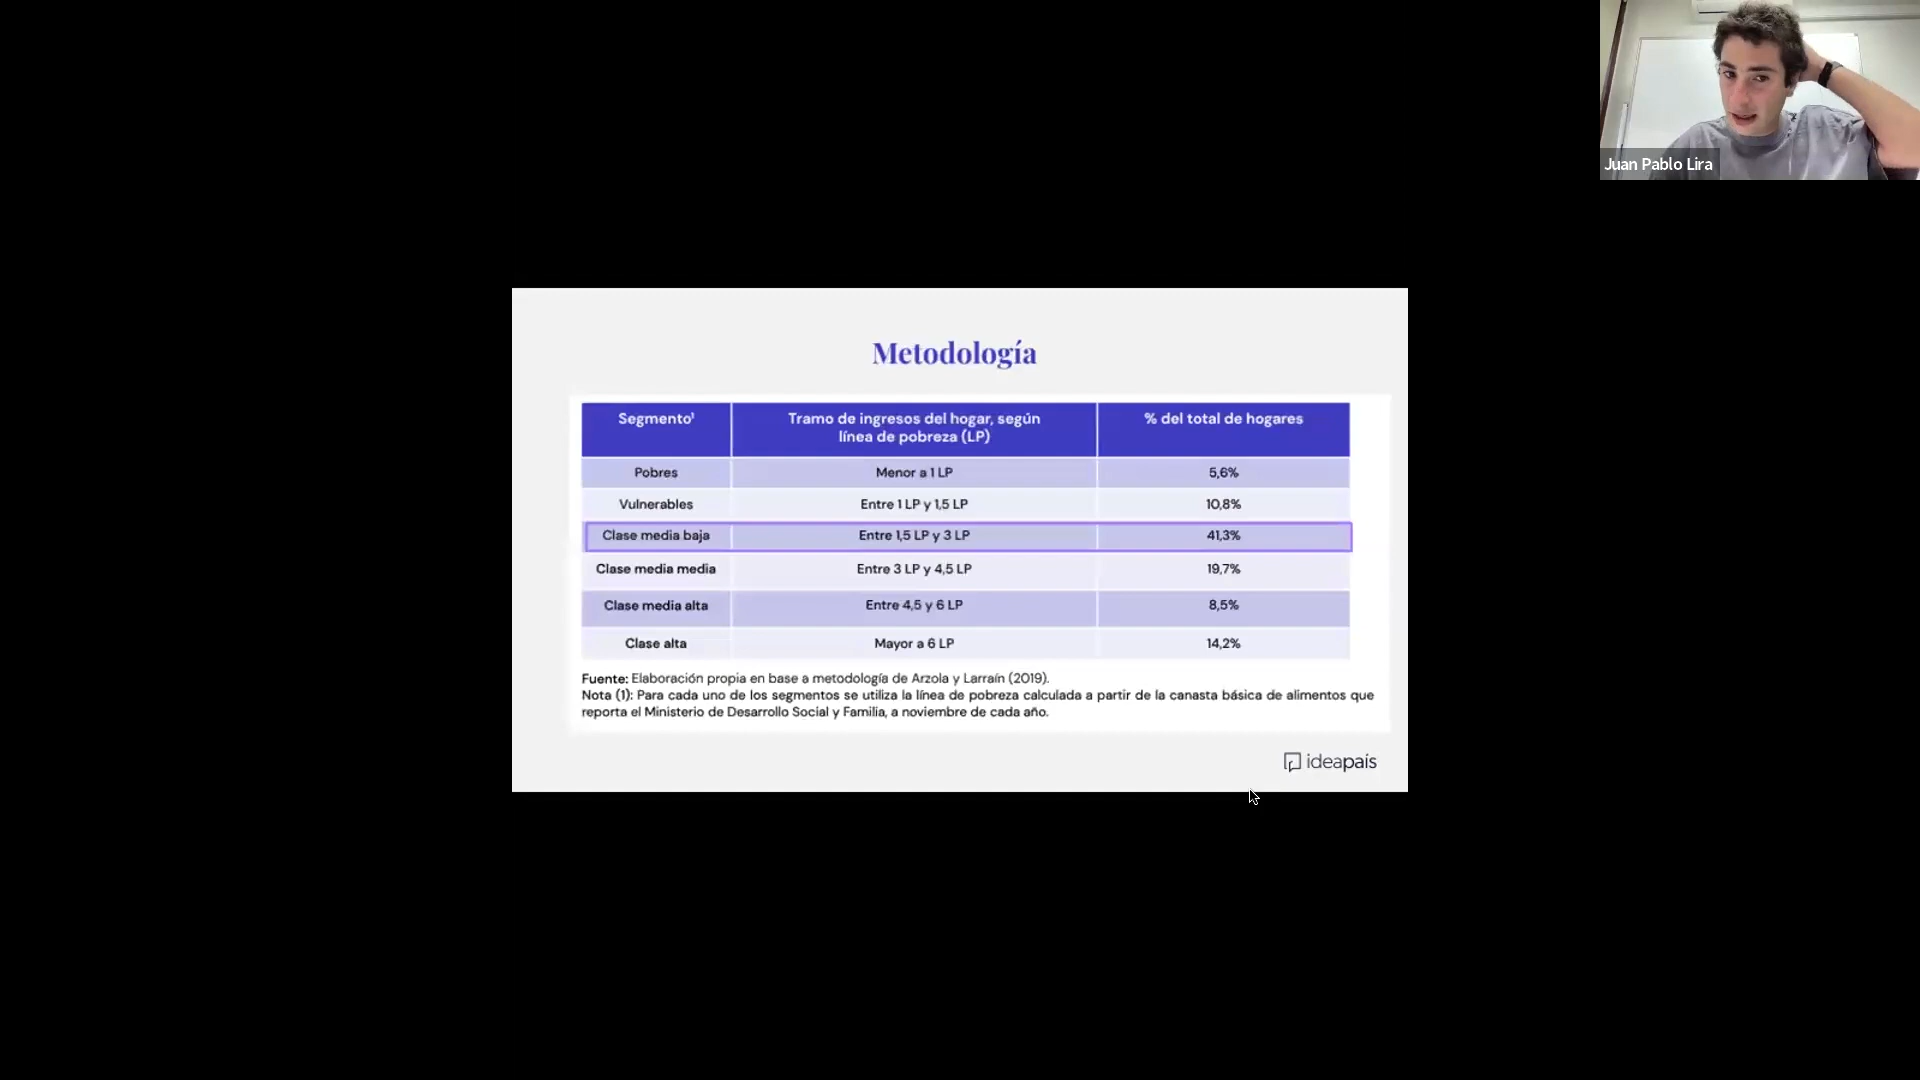 Juan Pablo Lira
Metodología
Segmento¹
Tramo de ingresos del hogar, según
línea de pobreza (LP)
% del total de hogares
Pobres
Menor a 1 LP
5,6%
Vulnerables
Entre 1 LP y 1,5 LP
10,8%
Clase media baja
Entre 1,5 LP y 3 LP
41,3%
Clase media media
Entre 3 LP y 4,5 LP
19,7%
Clase media alta
Entre 4,5 y 6 LP
8,5%
Clase alta
Mayor a 6 LP
14,2%
Fuente: Elaboración propia en base a metodología de Arzola y Larraín (2019).
Nota (1): Para cada uno de los segmentos se utiliza la línea de pobreza calculada a partir de la canasta básica de alimentos que
reporta el Ministerio de Desarrollo Social y Familia, a noviembre de cada año.
ideapaís